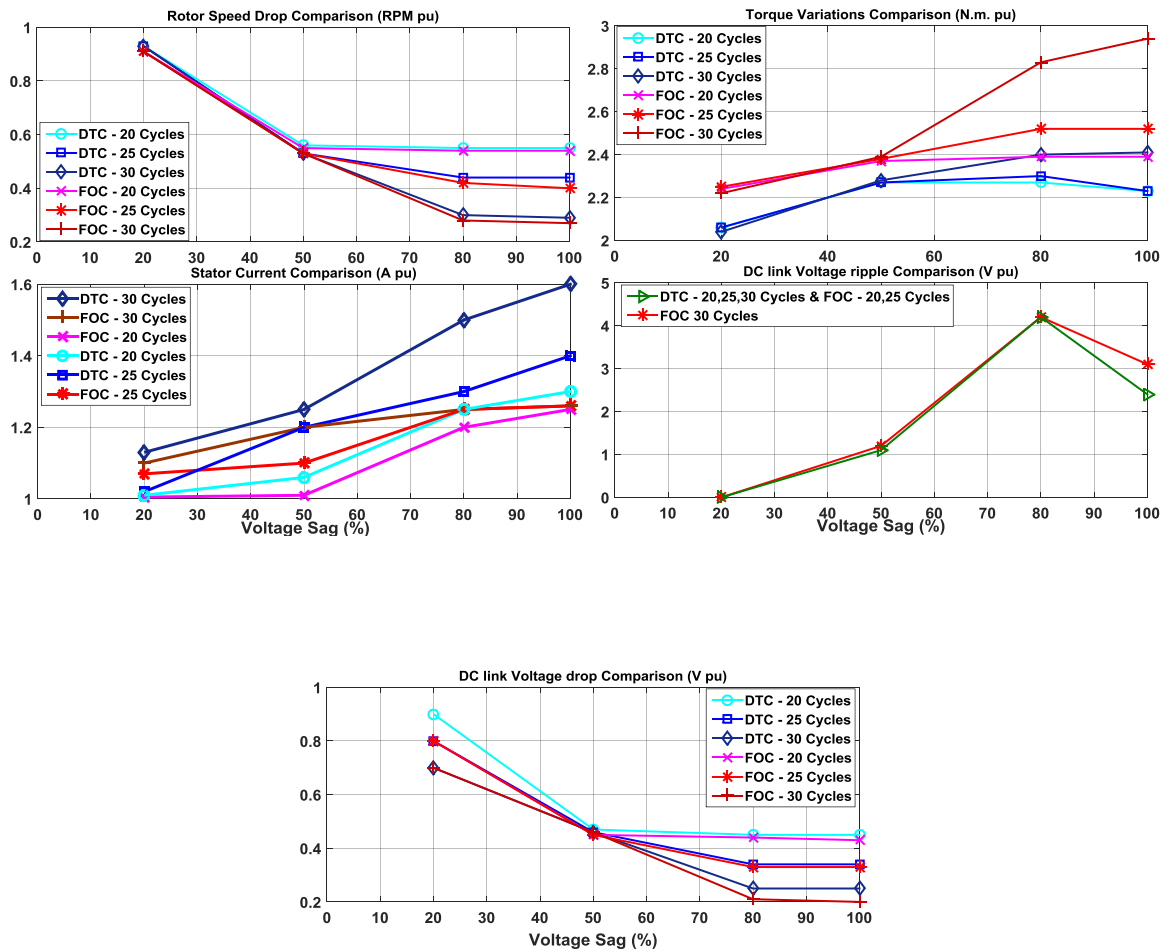 Rotor Speed Drop Comparison (RPM pu)
1
0.8
0.6
0.4
0.2
DTC - 20 Cycles
DTC - 25 Cycles
DTC - 30 Cycles
FOC - 20 Cycles
FOC - 25 Cycles
FOC - 30 Cycles
0 10 20 30 40 50 60 70 80 90 100
Torque Variations Comparison (N.m. pu)
3
2.8
2.6
2.4
2.2
2
DTC - 20 Cycles
DTC - 25 Cycles
DTC - 30 Cycles
FOC - 20 Cycles
FOC - 25 Cycles
FOC - 30 Cycles
0 20 40 60 80 100
Stator Current Comparison (A pu)
1.6
1.4
1.2
1
DTC - 30 Cycles
FOC - 30 Cycles
FOC - 20 Cycles
DTC - 20 Cycles
DTC - 25 Cycles
FOC - 25 Cycles
0 10 20 30 40 50 60 70 80 90 100
Voltage Sag (%)
DC link Voltage ripple Comparison (V pu)
5
4
3
2
1
0
DTC - 20,25,30 Cycles & FOC - 20,25 Cycles
FOC 30 Cycles
0 10 20 30 40 50 60 70 80 90 100
Voltage Sag (%)
DC link Voltage drop Comparison (V pu)
1
0.8
0.6
0.4
0.2
DTC - 20 Cycles
DTC - 25 Cycles
DTC - 30 Cycles
FOC - 20 Cycles
FOC - 25 Cycles
FOC - 30 Cycles
0 10 20 30 40 50 60 70 80 90 100
Voltage Sag (%)